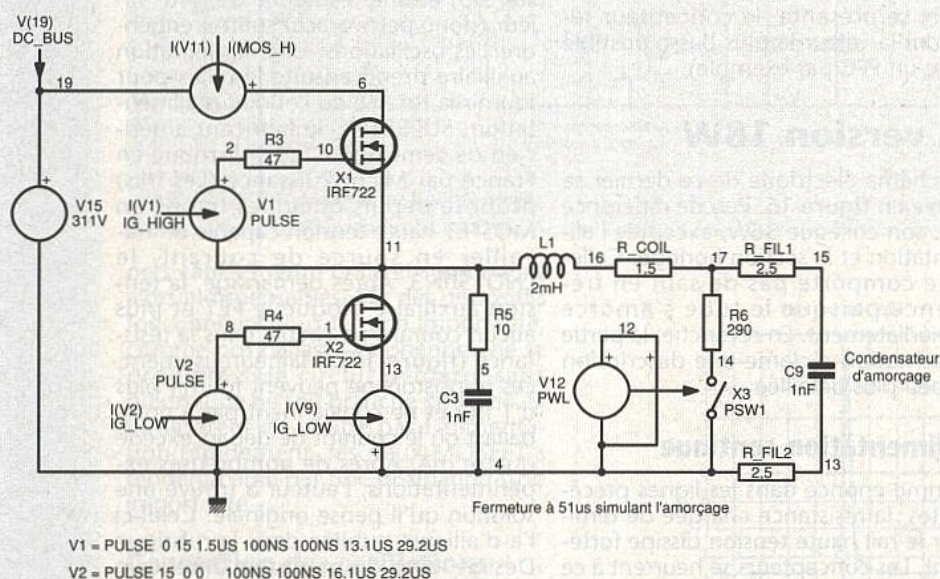 V(19)
DC_BUS
I(V11) I(MOS_H)
19
6
R3
2
47
10
X1
IRF722
V15
311V
I(V1)
IG_HIGH
V1
PULSE
11
L1
2mH
16
R_COIL
1,5
17
R_FIL1
2,5
15
R4
8
47
1
X2
IRF722
R5
10
R6
290
12
V2
PULSE
13
5
C3
1nF
V12
PWL
14
X3
PSW1
C9
1nF
Condensateur
d'amorçage
I(V2)
IG_LOW
I(V9)
IG_LOW
4
R_FIL2
2,5
13
Fermeture à 51us simulant l'amorçage
V1 = PULSE 0 15 1.5US 100NS 100NS 13.1US 29.2US
V2 = PULSE 15 0 0 100NS 100NS 16.1US 29.2US